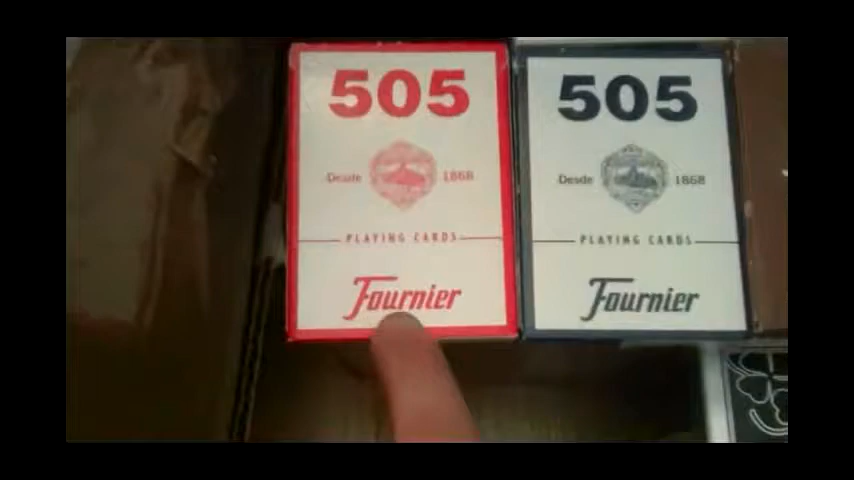 505
Desde 1868
PLAYING CARDS
Fournier
505
Desde 1868
PLAYING CARDS
Fournier